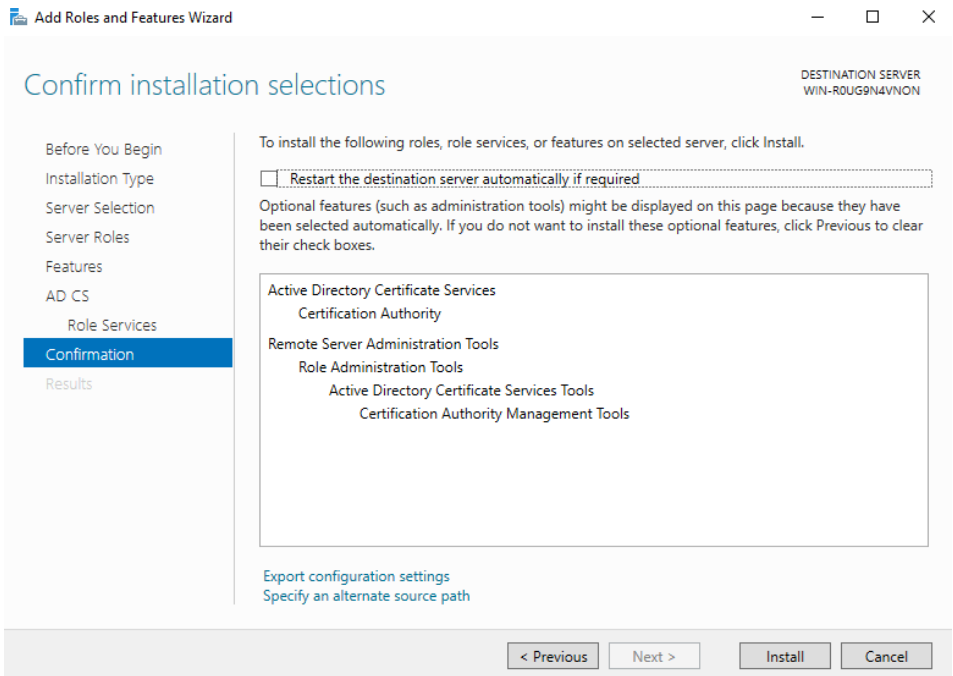 Add Roles and Features Wizard
Confirm installation selections
DESTINATION SERVER
WIN-R0UG9N4VNON
Before You Begin
Installation Type
Server Selection
Server Roles
Features
AD CS
Role Services
Confirmation
Results
To install the following roles, role services, or features on selected server, click Install.
Restart the destination server automatically if required
Optional features (such as administration tools) might be displayed on this page because they have
been selected automatically. If you do not want to install these optional features, click Previous to clear
their check boxes.
Active Directory Certificate Services
Certification Authority
Remote Server Administration Tools
Role Administration Tools
Active Directory Certificate Services Tools
Certification Authority Management Tools
Export configuration settings
Specify an alternate source path
< Previous
Next >
Install
Cancel